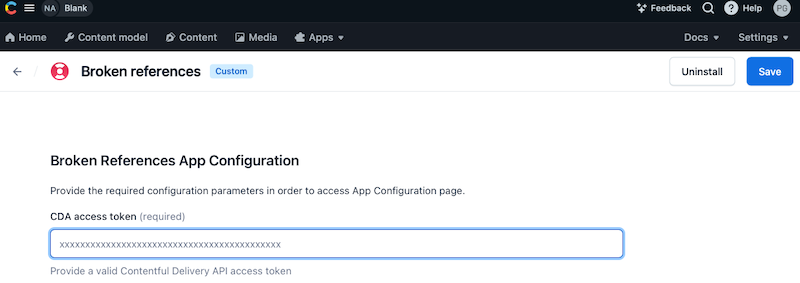 NA Blank Feedback Help PG
Home Content model Content Media Apps Docs Settings
Broken references Custom Uninstall Save
Broken References App Configuration
Provide the required configuration parameters in order to access App Configuration page.
CDA access token (required)
xxxxxxxxxxxxxxxxxxxxxxxxxxxxxxxxxxxxxxxxxxx
Provide a valid Contentful Delivery API access token